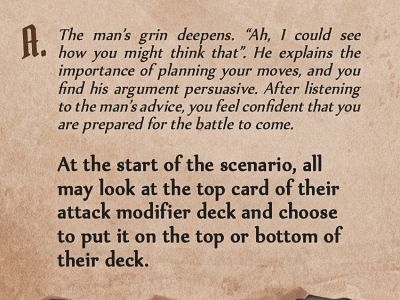 A. The man's grin deepens. "Ah, I could see
how you might think that". He explains the
importance of planning your moves, and you
find his argument persuasive. After listening
to the man's advice, you feel confident that you
are prepared for the battle to come.
At the start of the scenario, all
may look at the top card of their
attack modifier deck and choose
to put it on the top or bottom of
their deck.